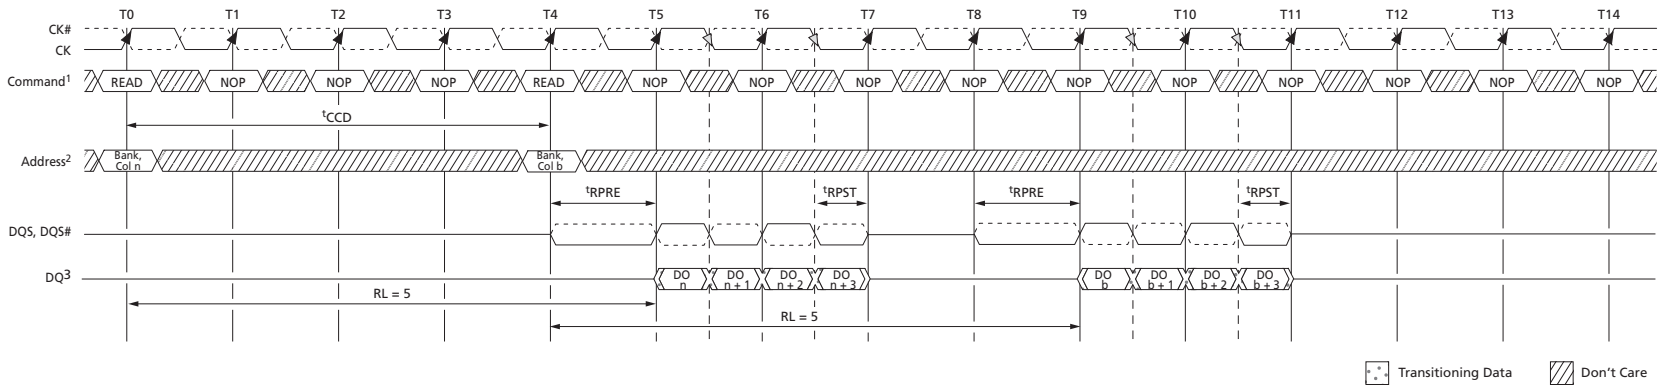 T0 T1 T2 T3 T4 T5 T6 T7 T8 T9 T10 T11 T12 T13 T14
CK#
CK
Command1 READ NOP NOP NOP READ NOP NOP NOP NOP NOP NOP NOP NOP NOP NOP
tCCD
Address2 Bank, Col n Bank, Col b
tRPRE tRPST tRPRE tRPST
DQS, DQS#
DQ3 DO n DO n + 1 DO n + 2 DO n + 3 DO b DO b + 1 DO b + 2 DO b + 3
RL = 5
RL = 5
Transitioning Data Don't Care